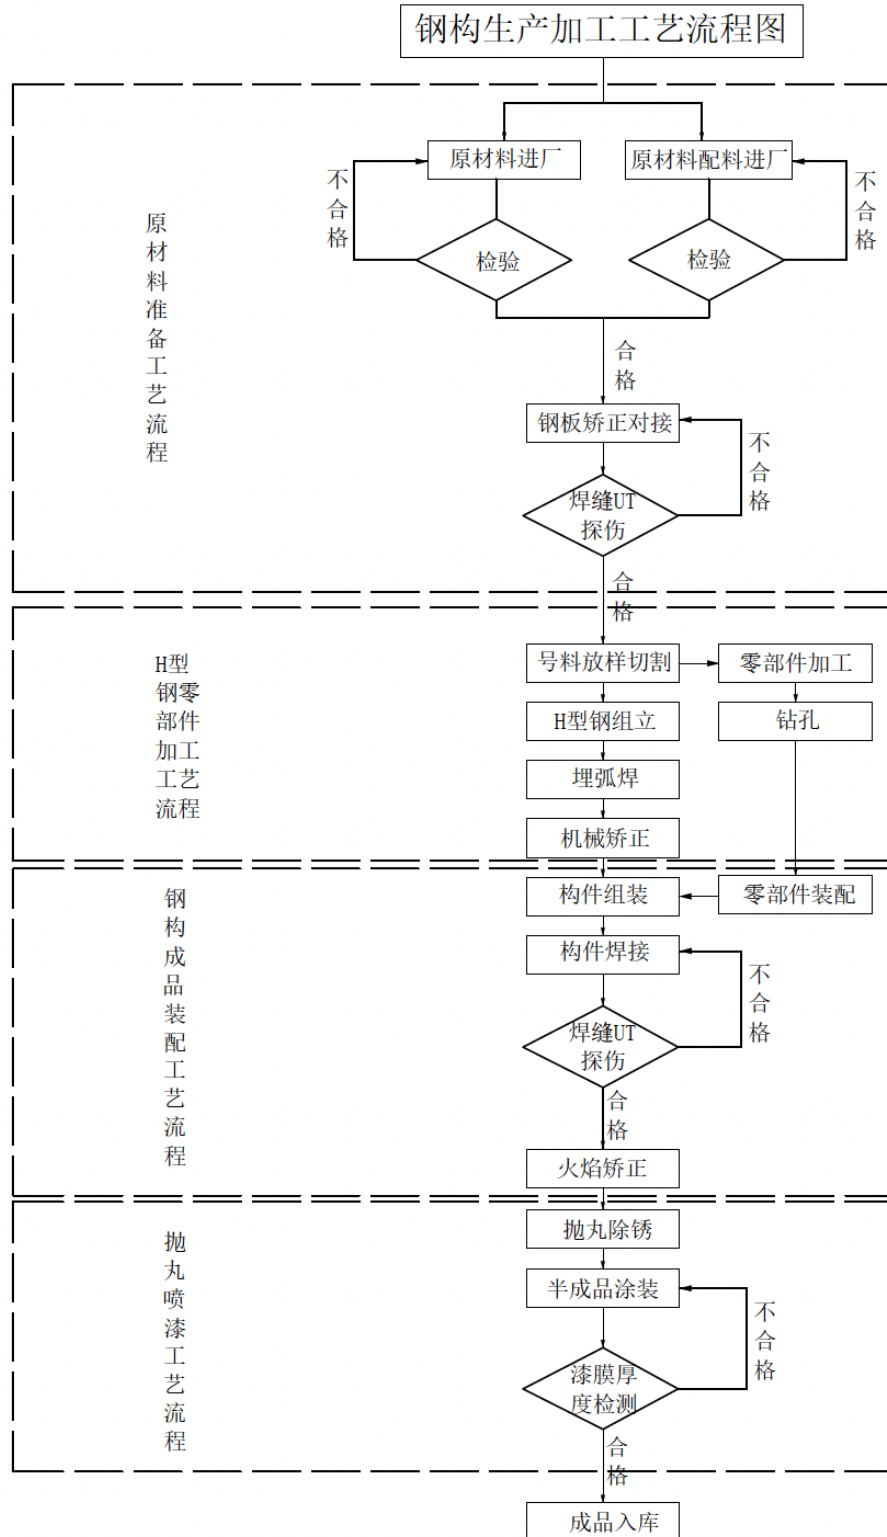 钢构生产加工工艺流程图
原材料准备工艺流程
原材料进厂
原材料配料进厂
不合格
不合格
检验
检验
合格
钢板矫正对接
不合格
焊缝UT
探伤
合格
H型
钢零
部件
加工
工艺
流程
号料放样切割
零部件加工
H型钢组立
钻孔
埋弧焊
机械矫正
钢构成品装配工艺流程
构件组装
零部件装配
构件焊接
不合格
焊缝UT
探伤
合格
火焰矫正
抛丸喷漆工艺流程
抛丸除锈
半成品涂装
不合格
漆膜厚
度检测
合格
成品入库